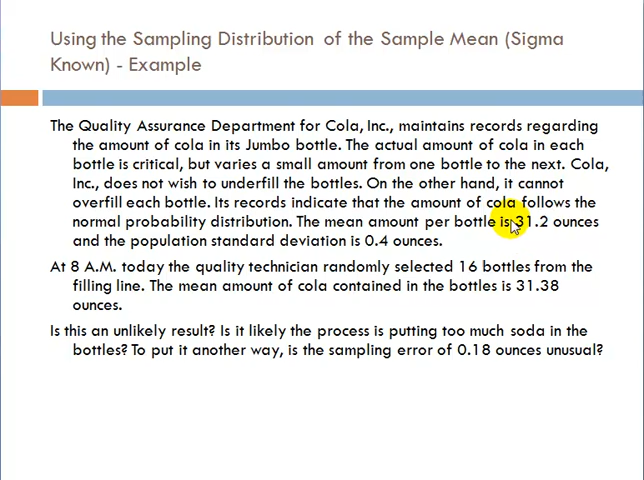 Using the Sampling Distribution of the Sample Mean (Sigma
Known) - Example
The Quality Assurance Department for Cola, Inc., maintains records regarding
the amount of cola in its Jumbo bottle. The actual amount of cola in each
bottle is critical, but varies a small amount from one bottle to the next. Cola,
Inc., does not wish to underfill the bottles. On the other hand, it cannot
overfill each bottle. Its records indicate that the amount of cola follows the
normal probability distribution. The mean amount per bottle is 31.2 ounces
and the population standard deviation is 0.4 ounces.
At 8 A.M. today the quality technician randomly selected 16 bottles from the
filling line. The mean amount of cola contained in the bottles is 31.38
ounces.
Is this an unlikely result? Is it likely the process is putting too much soda in the
bottles? To put it another way, is the sampling error of 0.18 ounces unusual?